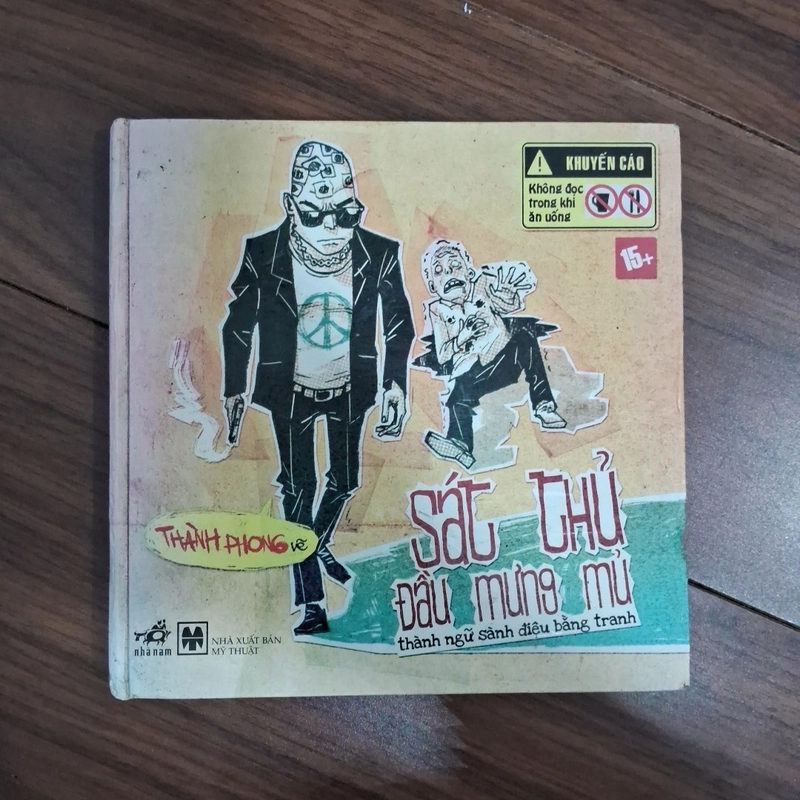 KHUYẾN CÁO
Không đọc
trong khi
ăn uống
15+
THÀNH PHONG vẽ
Sát thủ
Đầu mưng mủ
thành ngữ sành điệu bằng tranh
nhã nam
NHÀ XUẤT BẢN
MỸ THUẬT